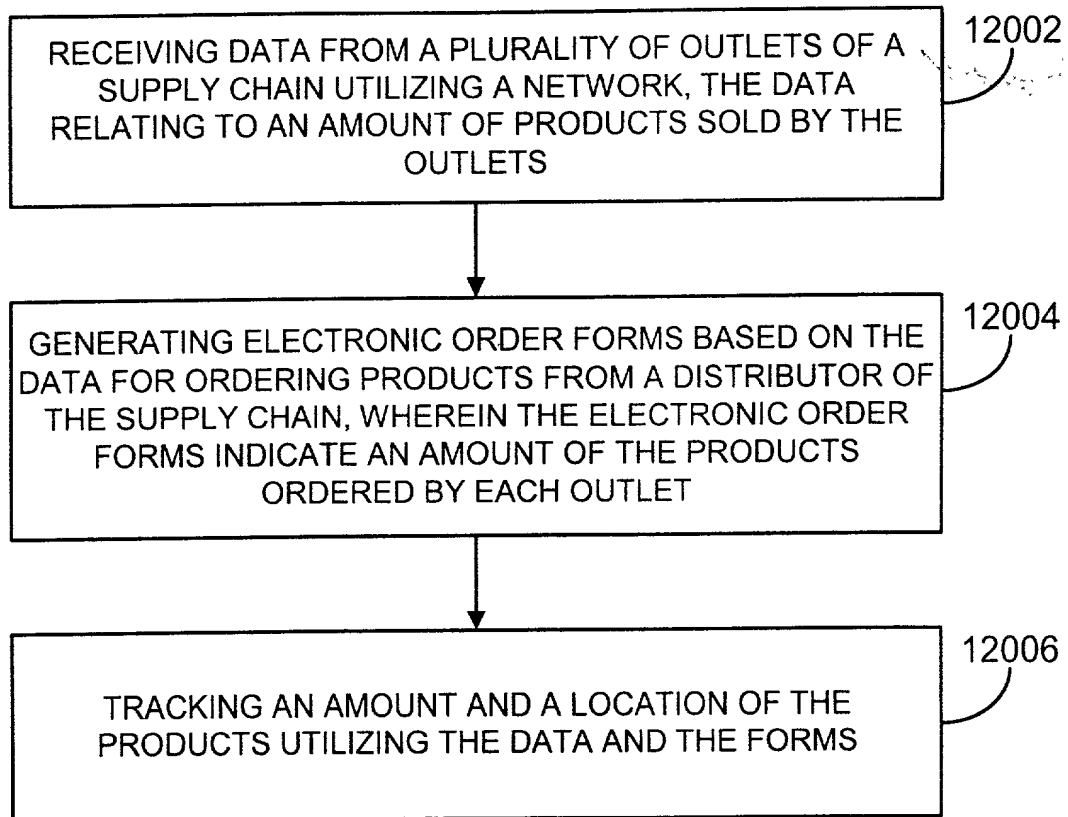 12002
RECEIVING DATA FROM A PLURALITY OF OUTLETS OF A
SUPPLY CHAIN UTILIZING A NETWORK, THE DATA
RELATING TO AN AMOUNT OF PRODUCTS SOLD BY THE
OUTLETS
12004
GENERATING ELECTRONIC ORDER FORMS BASED ON THE
DATA FOR ORDERING PRODUCTS FROM A DISTRIBUTOR OF
THE SUPPLY CHAIN, WHEREIN THE ELECTRONIC ORDER
FORMS INDICATE AN AMOUNT OF THE PRODUCTS
ORDERED BY EACH OUTLET
12006
TRACKING AN AMOUNT AND A LOCATION OF THE
PRODUCTS UTILIZING THE DATA AND THE FORMS